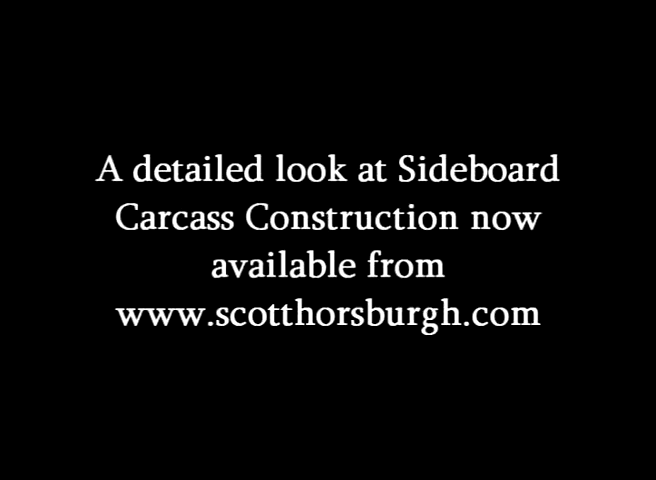 A detailed look at Sideboard
Carcass Construction now
available from
www.scotthorsburgh.com